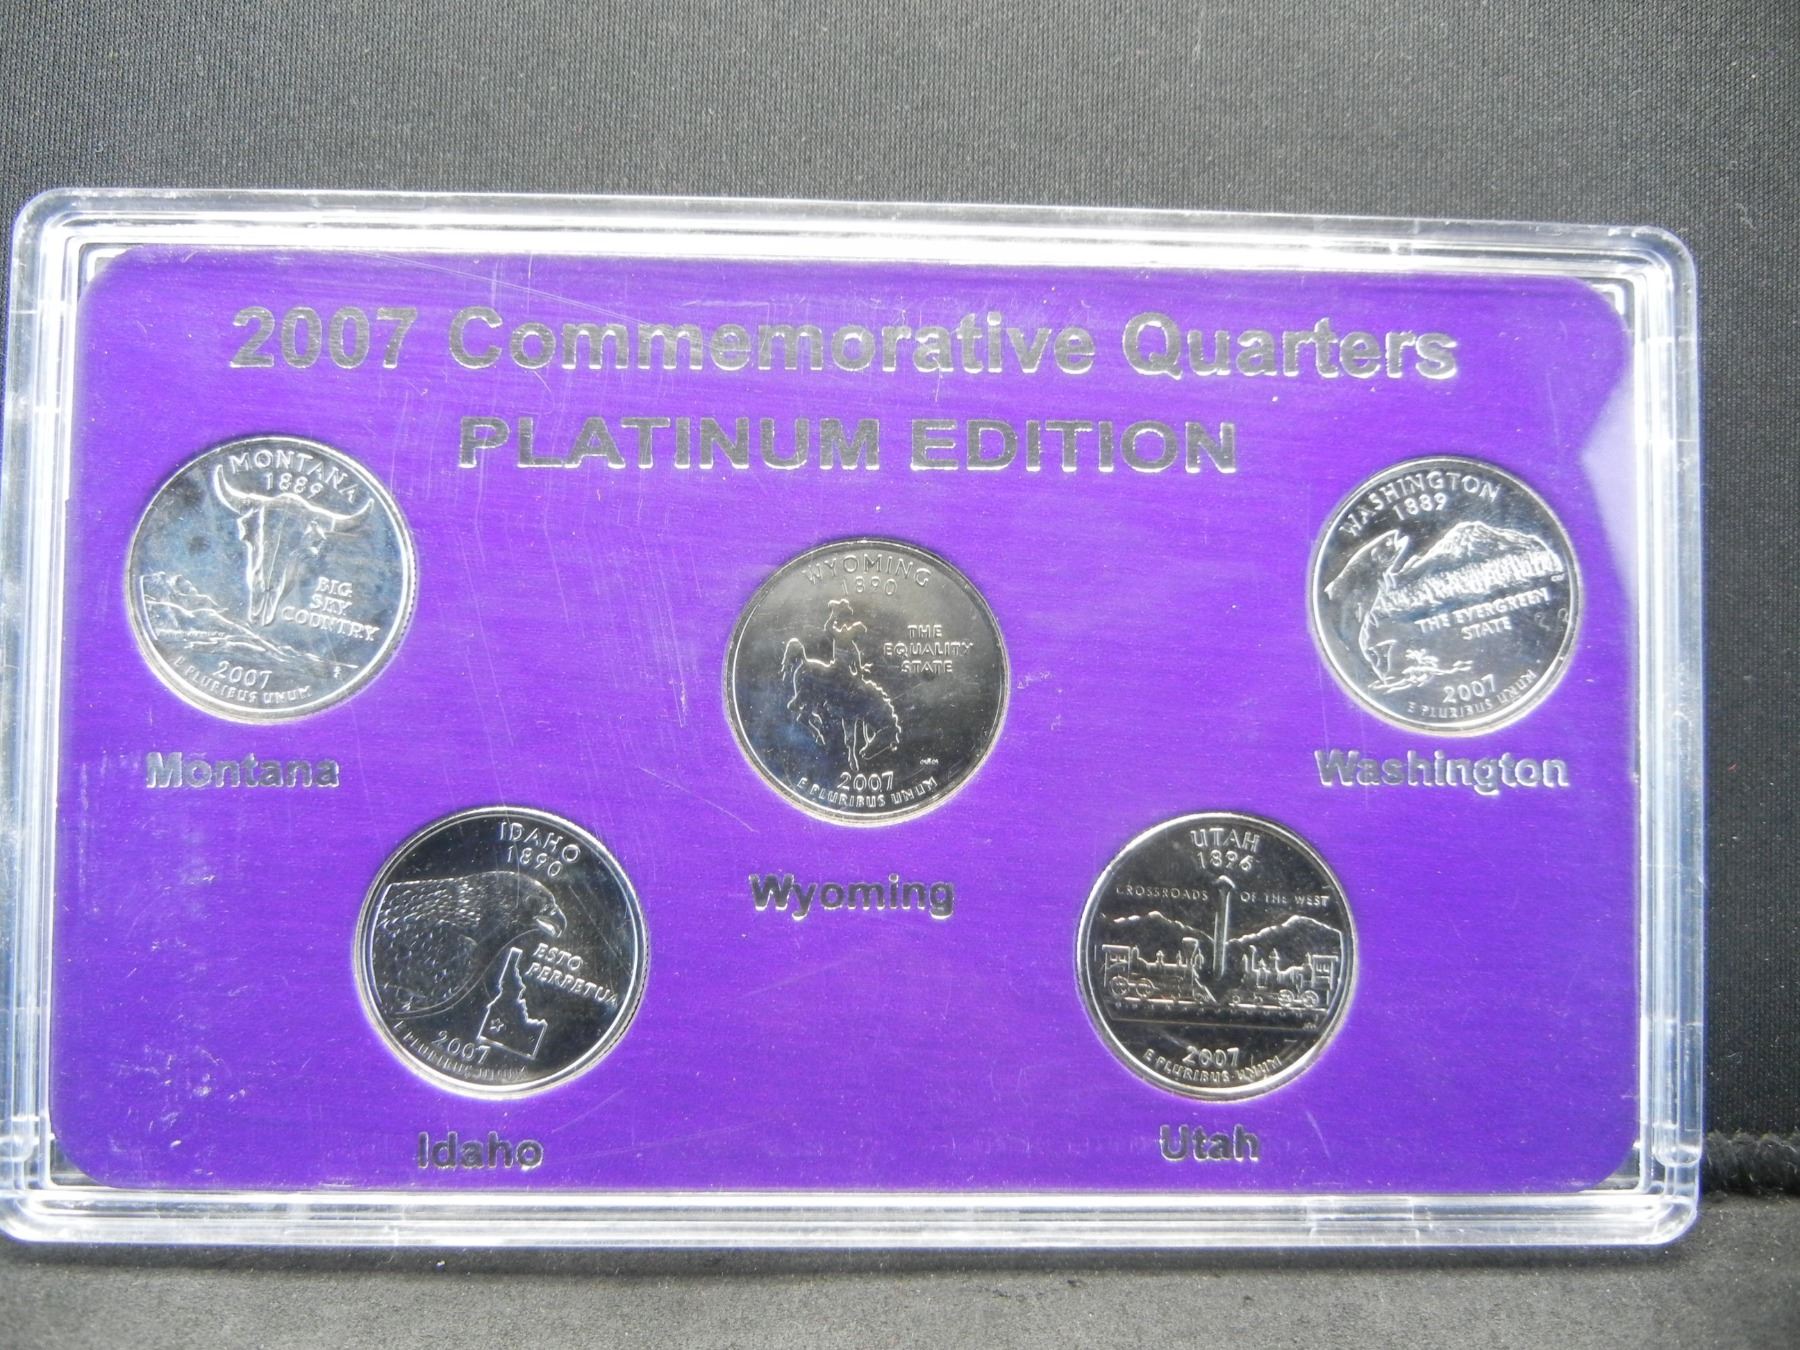 2007 Commemorative Quarters
PLATINUM EDITION
MONTANA
1889
BIG
SKY
COUNTRY
2007
E PLURIBUS UNUM
Montana
WYOMING
1890
THE
EQUALITY
STATE
2007
E PLURIBUS UNUM
Wyoming
WASHINGTON
1889
THE EVERGREEN
STATE
2007
E PLURIBUS UNUM
Washington
IDAHO
1890
ESTO
PERPETUA
2007
E PLURIBUS UNUM
Idaho
UTAH
1896
CROSSROADS OF THE WEST
2007
E PLURIBUS UNUM
Utah